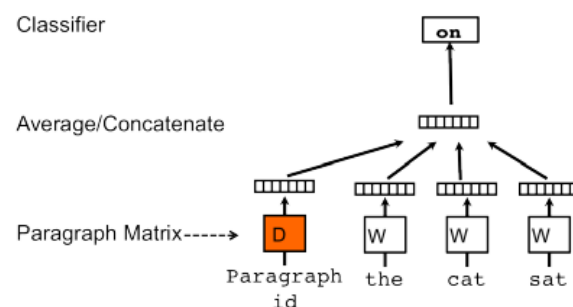 Classifier
on
Average/Concatenate
Paragraph Matrix----->
D W W W
Paragraph the cat sat
id